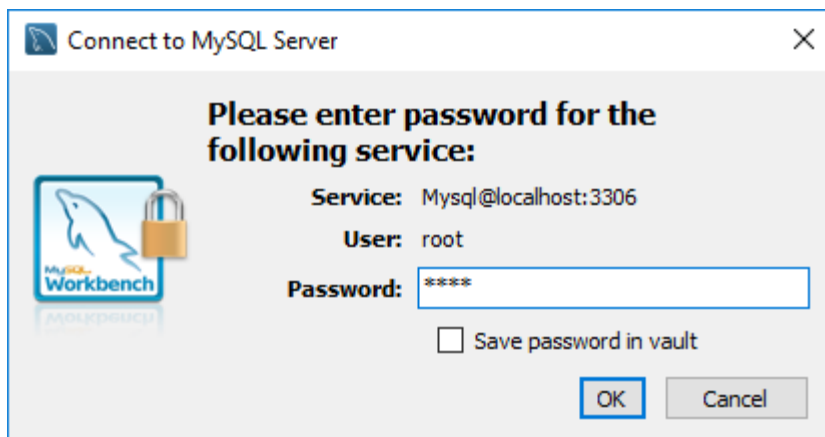 Connect to MySQL Server
Please enter password for the
following service:
Service: Mysql@localhost:3306
User: root
Password: ****
MySQL
Workbench
Save password in vault
OK Cancel